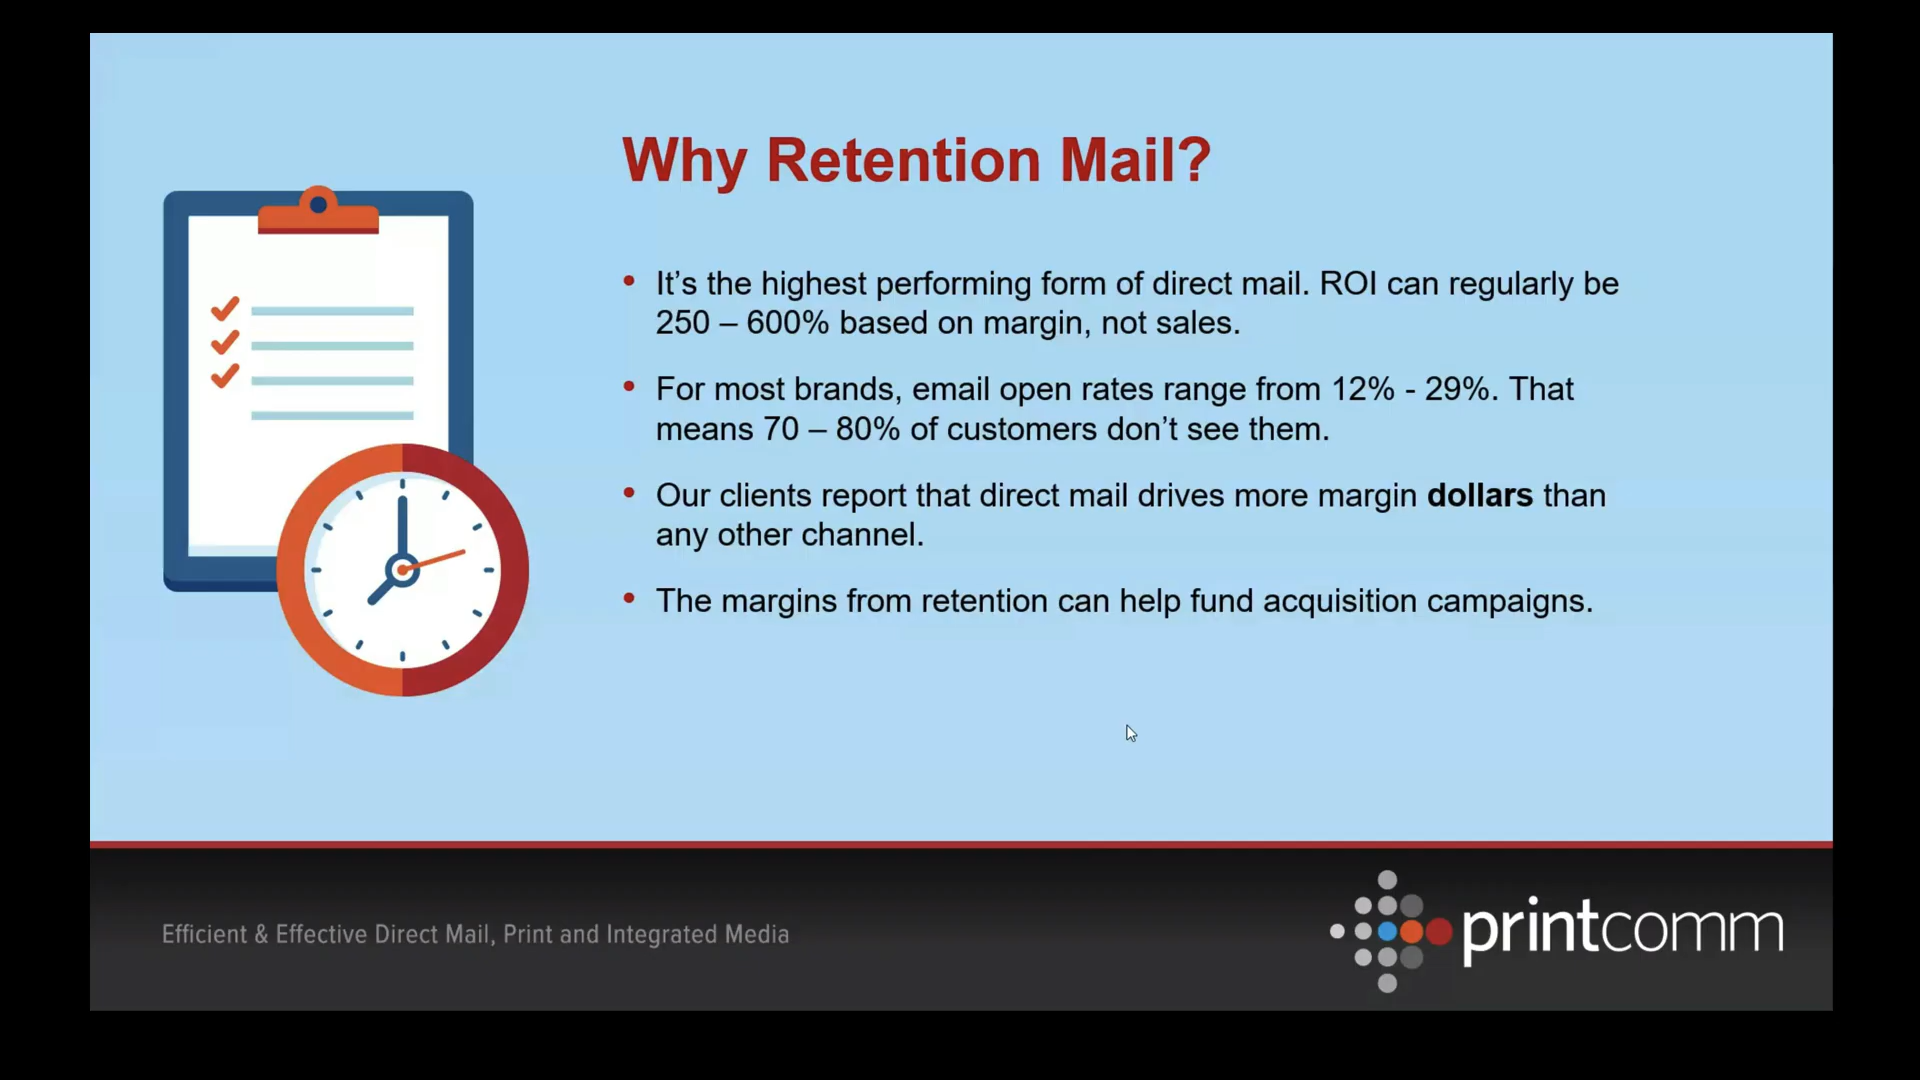 Why Retention Mail?
• It’s the highest performing form of direct mail. ROI can regularly be
250 – 600% based on margin, not sales.
• For most brands, email open rates range from 12% - 29%. That
means 70 – 80% of customers don’t see them.
• Our clients report that direct mail drives more margin dollars than
any other channel.
• The margins from retention can help fund acquisition campaigns.
Efficient & Effective Direct Mail, Print and Integrated Media
printcomm